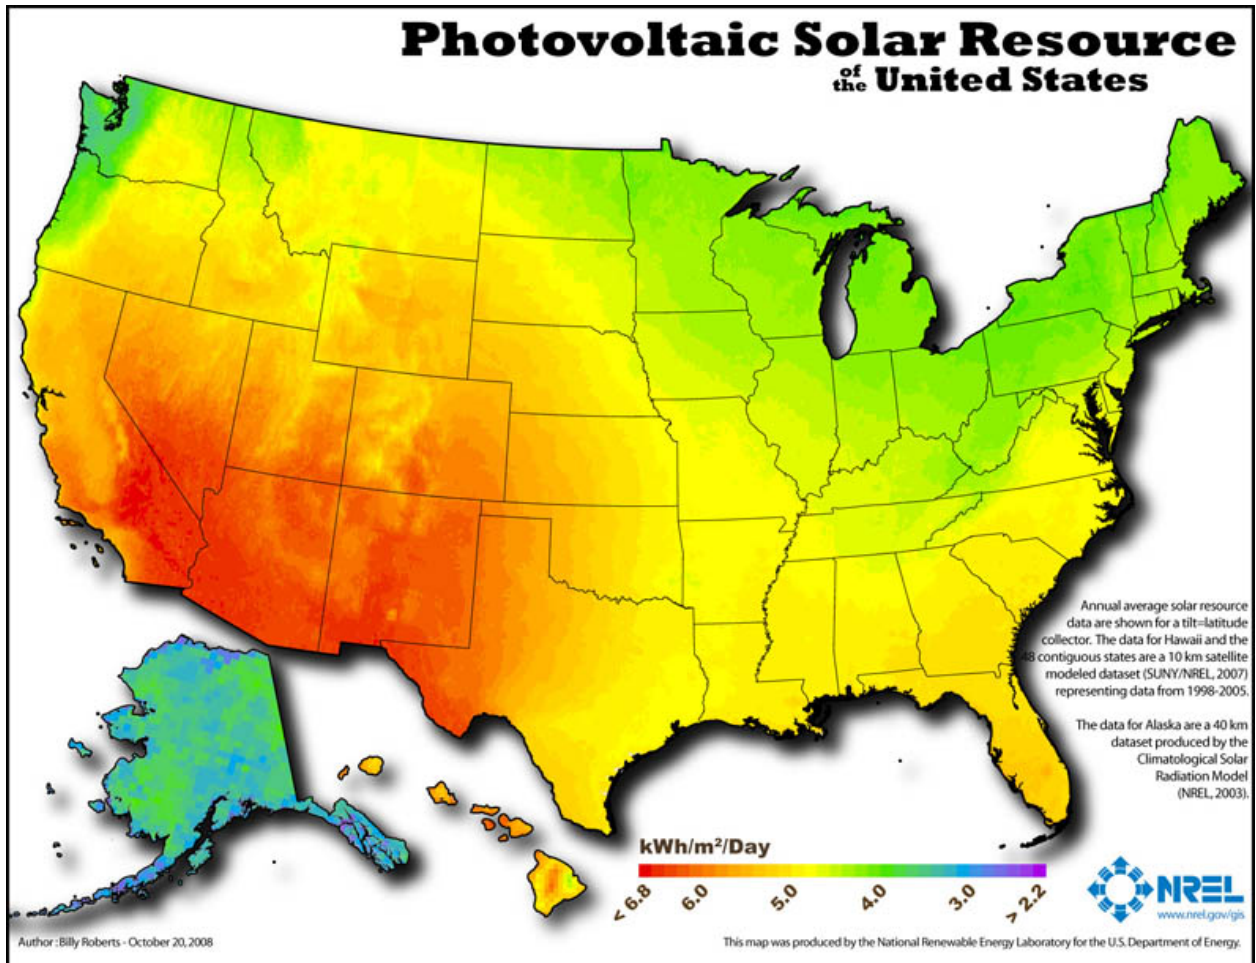 Photovoltaic Solar Resource
of the United States
Annual average solar resource
data are shown for a tilt=latitude
collector. The data for Hawaii and the
48 contiguous states are a 10 km satellite
modeled dataset (SUNY/NREL, 2007)
representing data from 1998-2005.
The data for Alaska are a 40 km
dataset produced by the
Climatological Solar
Radiation Model
(NREL, 2003).
kWh/m²/Day
< 6.8
6.0
5.0
4.0
3.0
> 2.2
NREL
www.nrel.gov/gis
Author : Billy Roberts - October 20, 2008
This map was produced by the National Renewable Energy Laboratory for the U.S. Department of Energy.